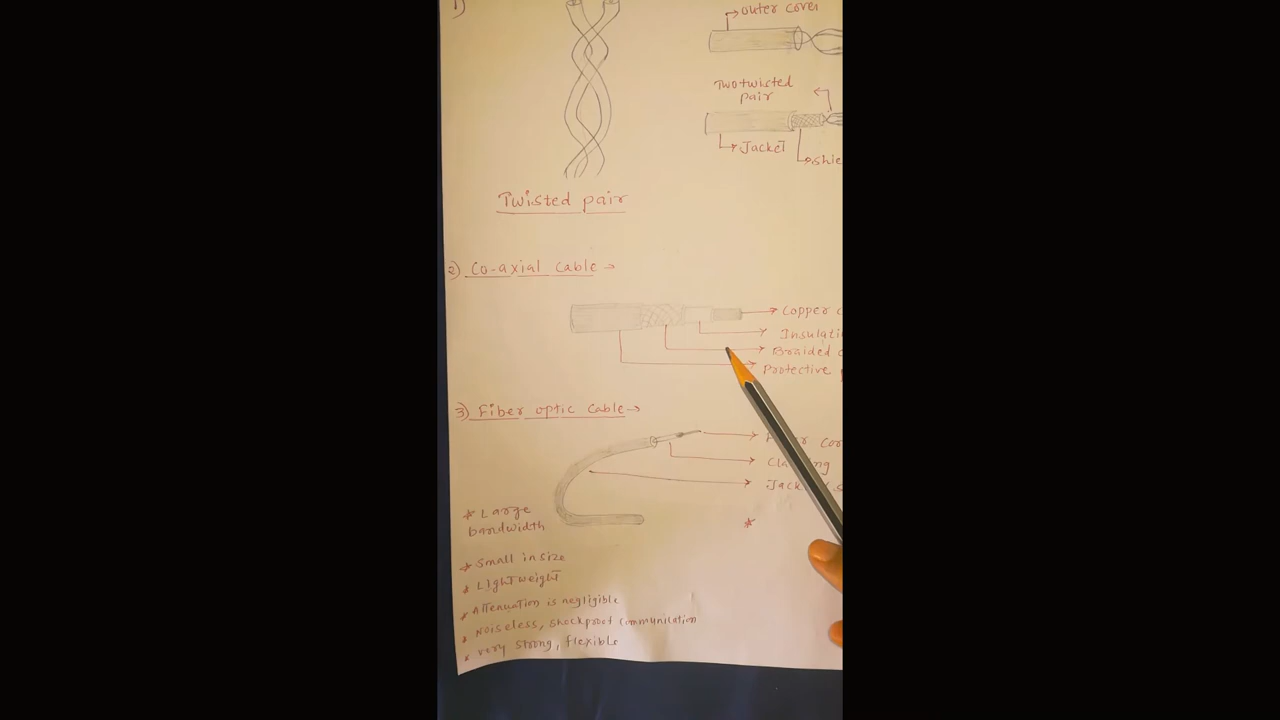 1)
outer cover
Two twisted
pair
Jacket
Twisted pair
2) Co-axial Cable →
Copper
Braided
Protective
3) Fiber optic Cable →
* Large
bandwidth
*
* Small in size
* Light weight
* Attenuation is negligible
* Noiseless, shockproof Communication
* very strong, flexible